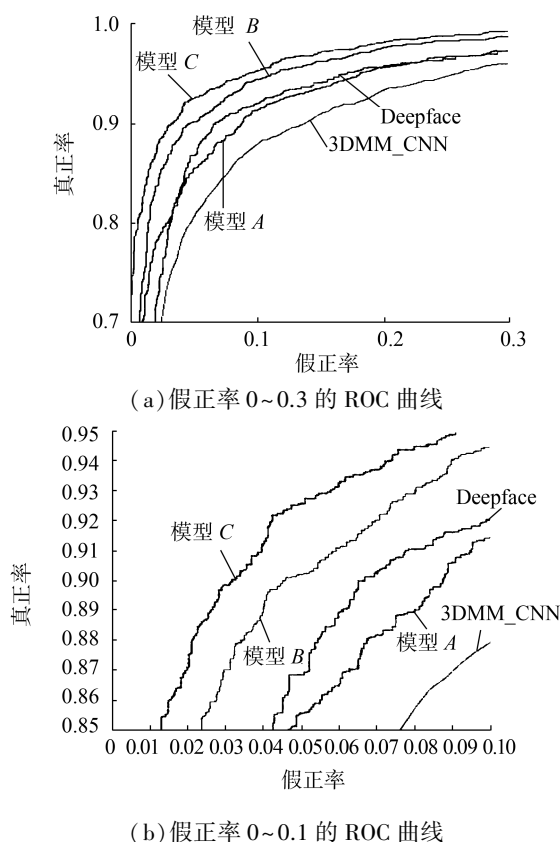 1.0
模型 B
模型 C
0.9
Deepface
3DMM_CNN
真正率
0.8
模型 A
0.7
0 0.1 0.2 0.3
假正率
(a)假正率 0~0.3 的 ROC 曲线
0.95
0.94
0.93
Deepface
0.92
模型 C
0.91
0.90
真正率
0.89
3DMM_CNN
0.88
模型 A
模型 B
0.87
0.86
0.85
0 0.01 0.02 0.03 0.04 0.05 0.06 0.07 0.08 0.09 0.10
假正率
(b)假正率 0~0.1 的 ROC 曲线